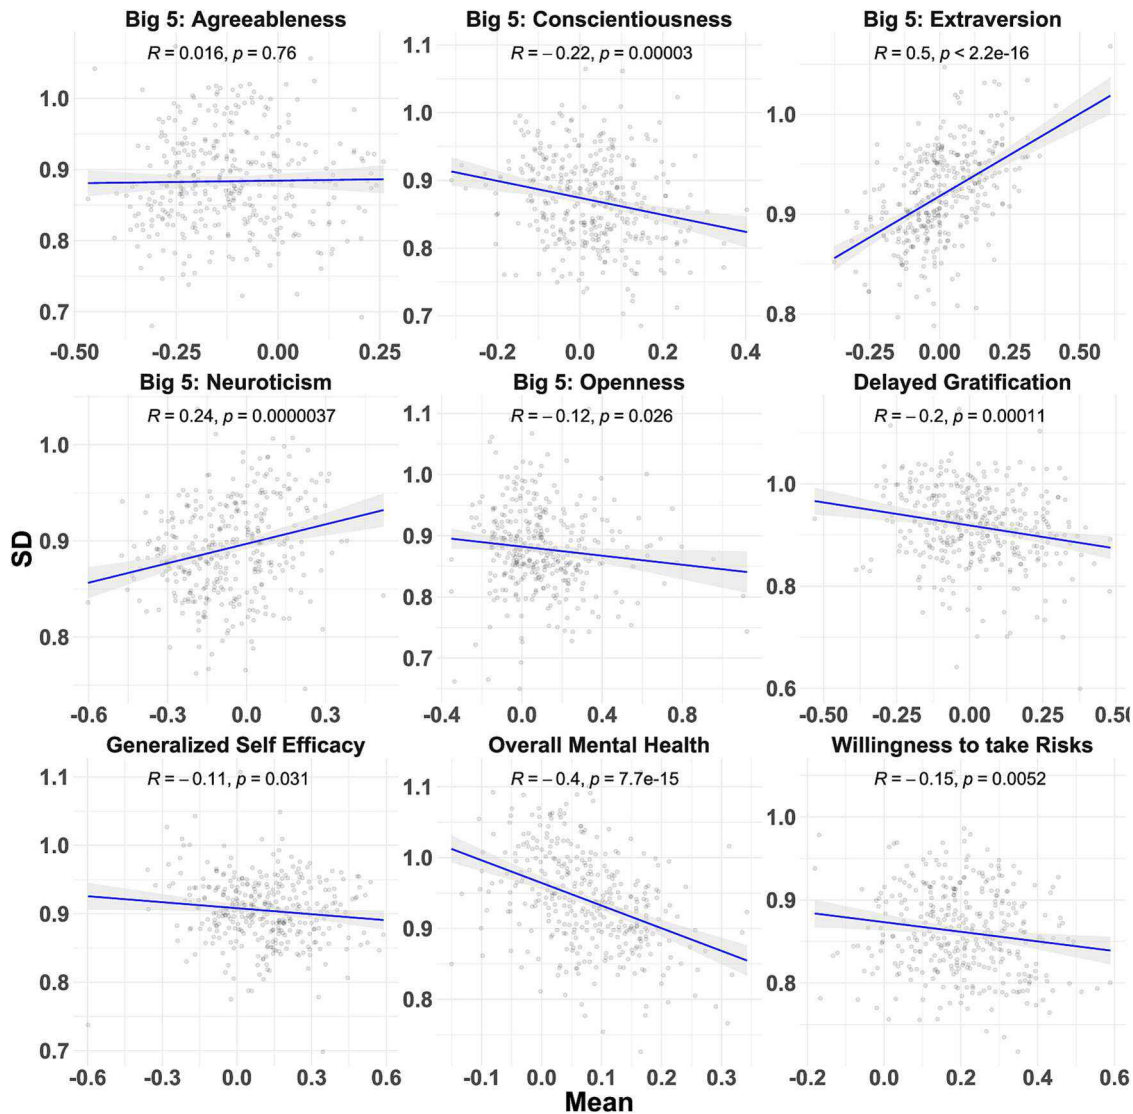 Big 5: Agreeableness Big 5: Conscientiousness Big 5: Extraversion
R = 0.016, p = 0.76 R = −0.22, p = 0.00003 R = 0.5, p < 2.2e-16
1.0 0.9 0.8 0.7
1.1 1.0 0.9 0.8 0.7
1.0 0.9 0.8
-0.50 -0.25 0.00 0.25 -0.2 0.0 0.2 0.4 -0.25 0.00 0.25 0.50
Big 5: Neuroticism Big 5: Openness Delayed Gratification
R = 0.24, p = 0.0000037 R = −0.12, p = 0.026 R = −0.2, p = 0.00011
1.0 0.9 0.8
1.1 1.0 0.9 0.8 0.7
1.0 0.8 0.6
SD
-0.6 -0.3 0.0 0.3 -0.4 0.0 0.4 0.8 -0.50 -0.25 0.00 0.25 0.50
Generalized Self Efficacy Overall Mental Health Willingness to take Risks
R = −0.11, p = 0.031 R = −0.4, p = 7.7e-15 R = −0.15, p = 0.0052
1.1 1.0 0.9 0.8 0.7
1.1 1.0 0.9 0.8
1.0 0.9 0.8
-0.6 -0.3 0.0 0.3 0.6 -0.1 0.0 0.1 0.2 0.3 -0.2 0.0 0.2 0.4 0.6
Mean